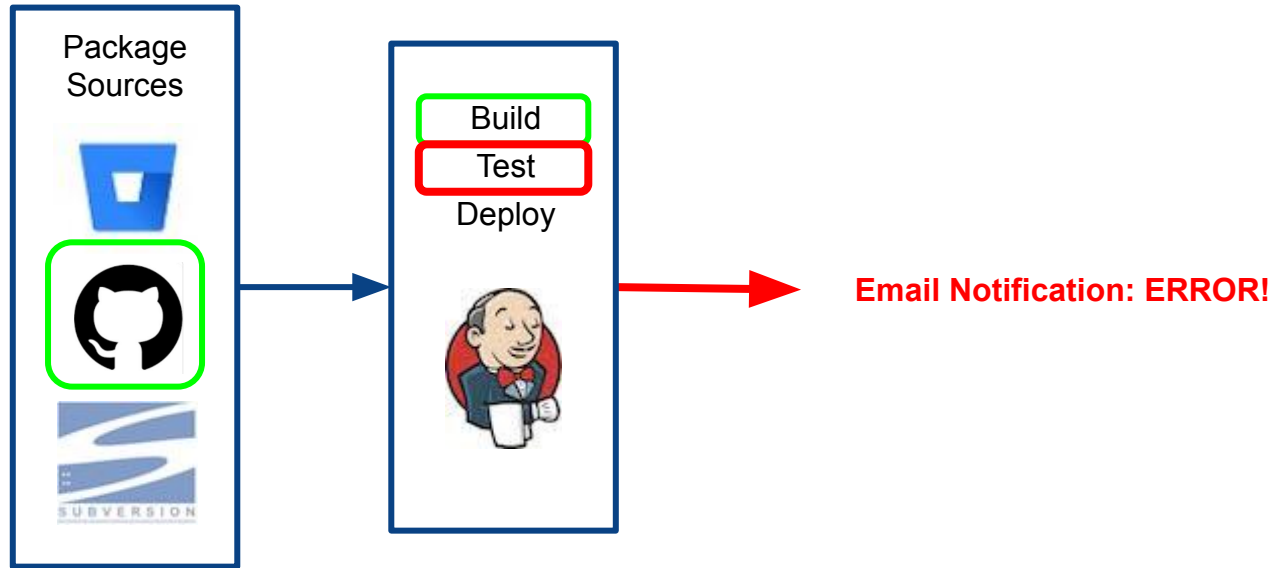 Package
Sources
SUBVERSION
Build
Test
Deploy
Email Notification: ERROR!